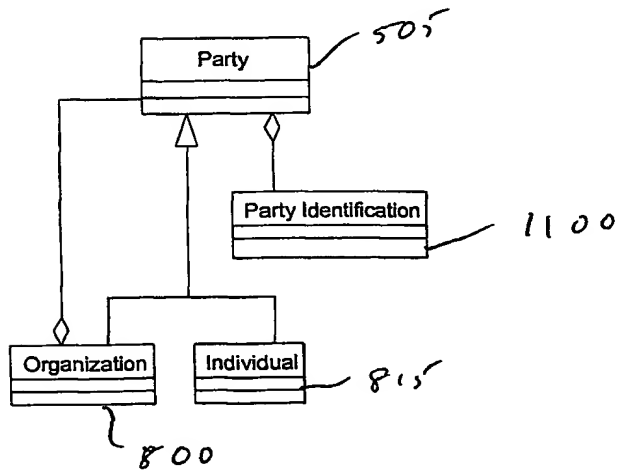 505
Party
Party Identification
1100
Organization
Individual
815
800